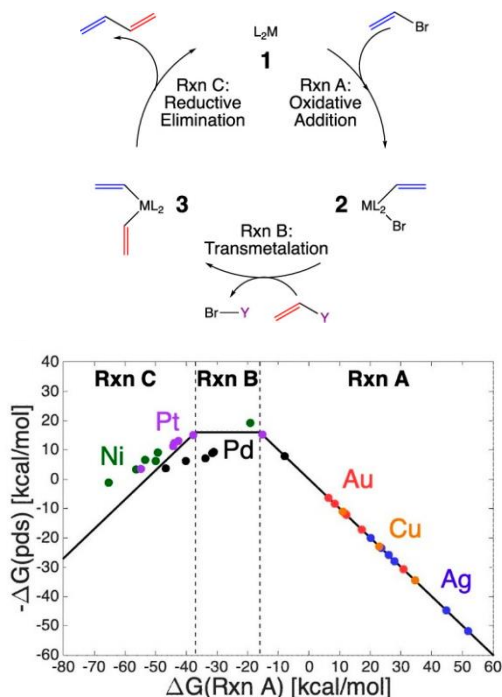 L₂M
Br
1
Rxn C:
Reductive
Elimination
Rxn A:
Oxidative
Addition
3
ML₂
2
ML₂
Br
Rxn B:
Transmetalation
Br—Y
Y
Rxn C
Rxn B
Rxn A
40
30
20
10
0
-10
-20
-30
-40
-50
-60
-ΔG(pds) [kcal/mol]
Pt
Ni
Pd
Au
Cu
Ag
-80 -70 -60 -50 -40 -30 -20 -10 0 10 20 30 40 50 60
ΔG(Rxn A) [kcal/mol]